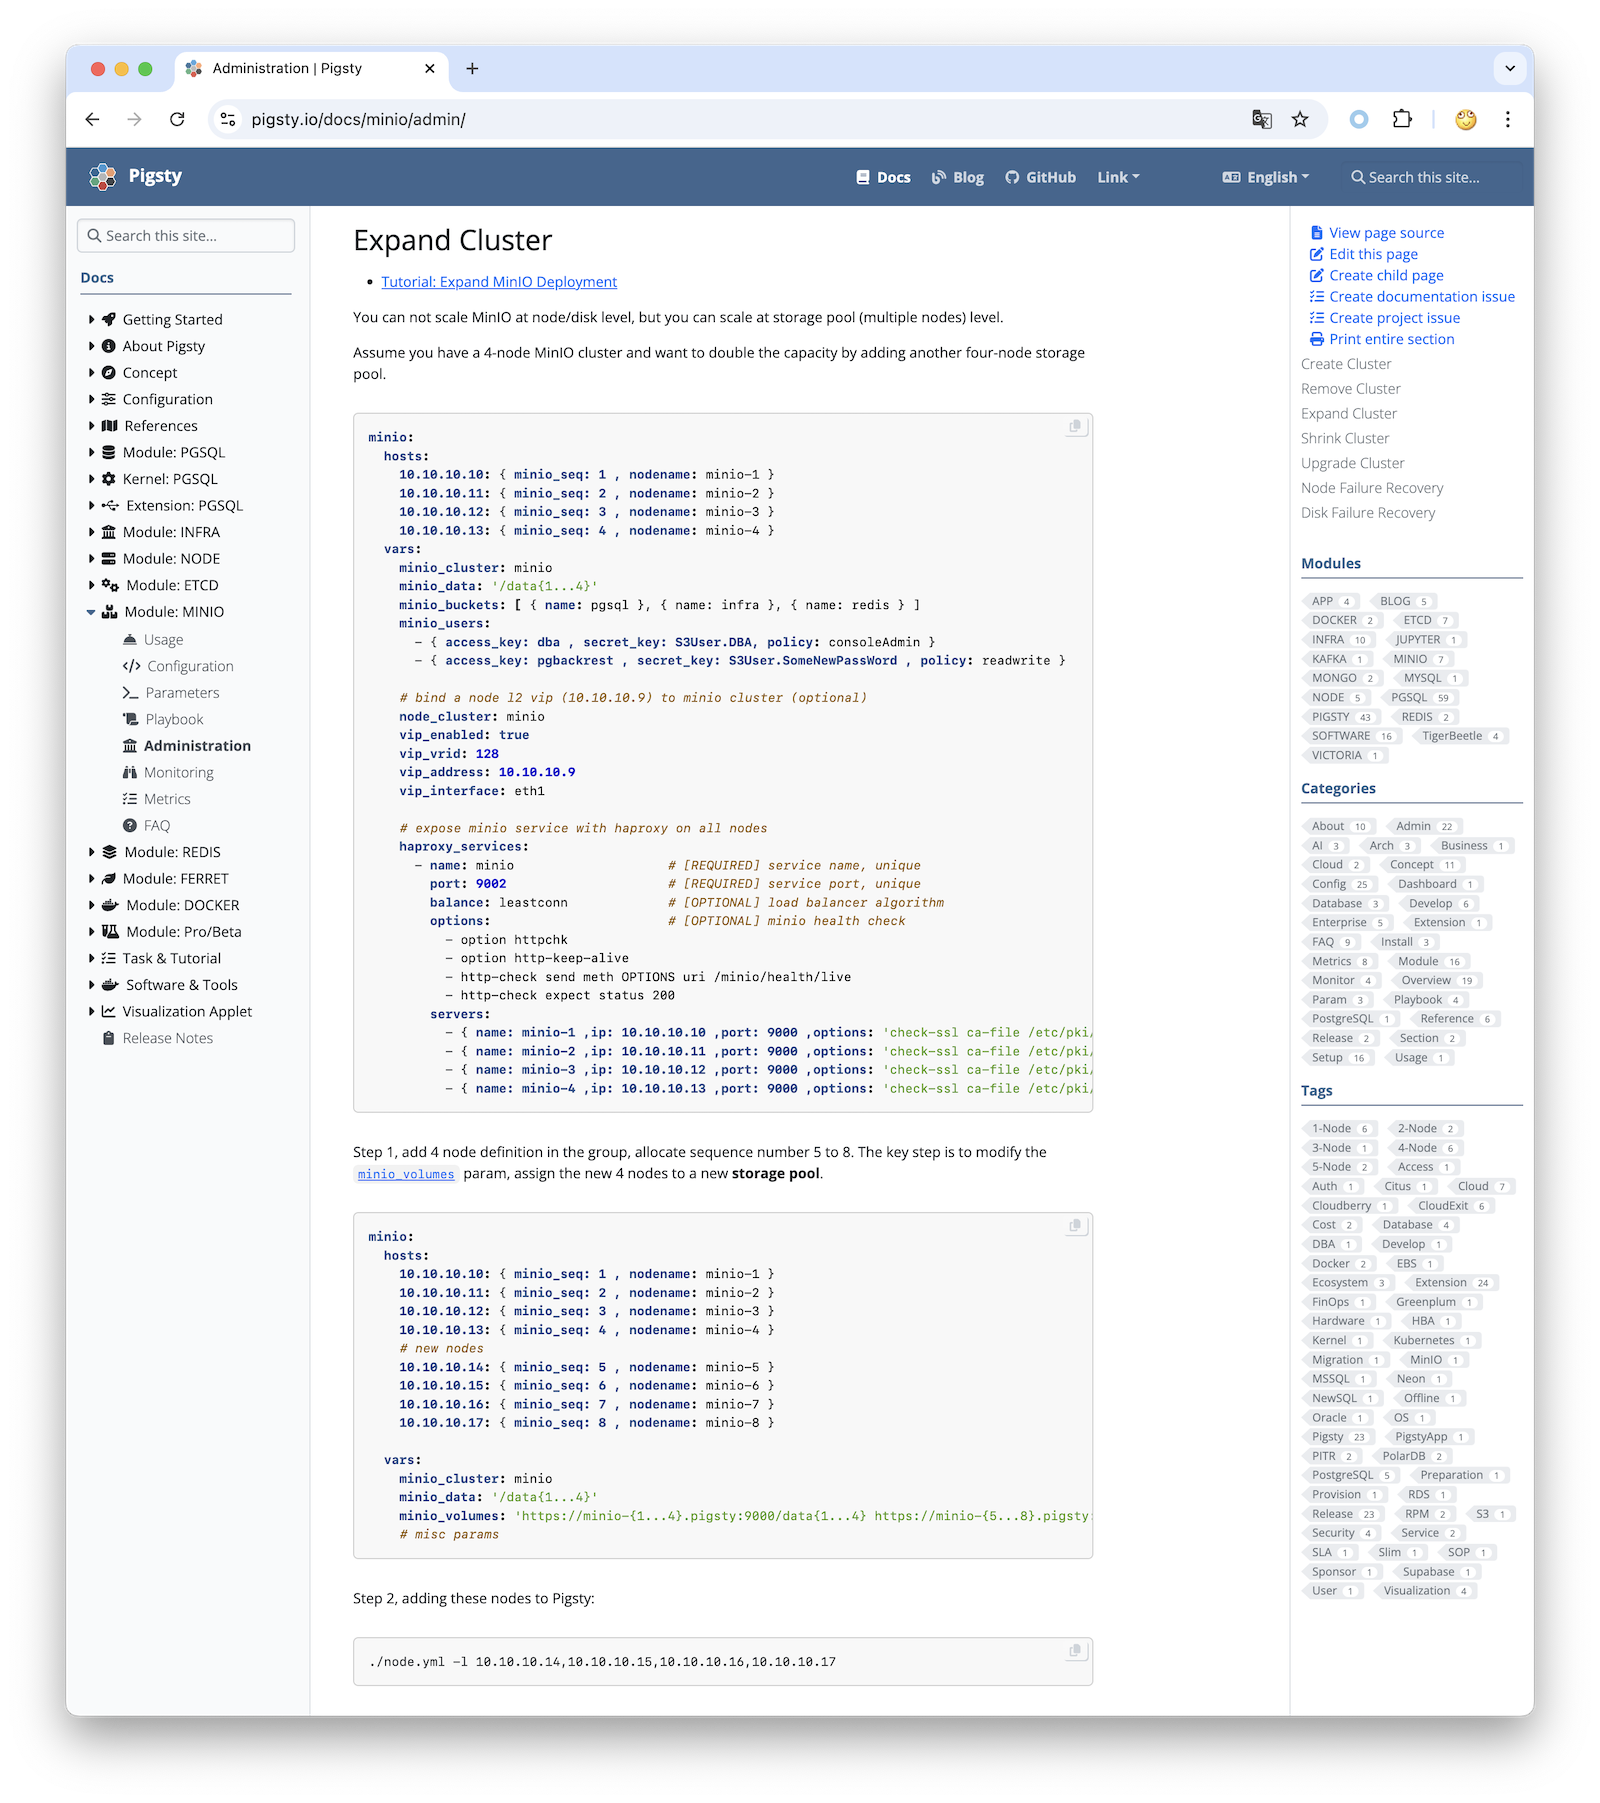 Administration | Pigsty
pigsty.io/docs/minio/admin/
Pigsty
Docs
Blog
GitHub
Link
English
Search this site...
Search this site...
Docs
Getting Started
About Pigsty
Concept
Configuration
References
Module: PGSQL
Kernel: PGSQL
Extension: PGSQL
Module: INFRA
Module: NODE
Module: ETCD
Module: MINIO
Usage
Configuration
Parameters
Playbook
Administration
Monitoring
Metrics
FAQ
Module: REDIS
Module: FERRET
Module: DOCKER
Module: Pro/Beta
Task & Tutorial
Software & Tools
Visualization Applet
Release Notes
Expand Cluster
Tutorial: Expand MinIO Deployment
You can not scale MinIO at node/disk level, but you can scale at storage pool (multiple nodes) level.
Assume you have a 4-node MinIO cluster and want to double the capacity by adding another four-node storage
pool.
minio:
hosts:
10.10.10.10: { minio_seq: 1 , nodename: minio-1 }
10.10.10.11: { minio_seq: 2 , nodename: minio-2 }
10.10.10.12: { minio_seq: 3 , nodename: minio-3 }
10.10.10.13: { minio_seq: 4 , nodename: minio-4 }
vars:
minio_cluster: minio
minio_data: '/data{1...4}'
minio_buckets: [ { name: pgsql }, { name: infra }, { name: redis } ]
minio_users:
- { access_key: dba , secret_key: S3User.DBA, policy: consoleAdmin }
- { access_key: pgbackrest , secret_key: S3User.SomeNewPassWord , policy: readwrite }
# bind a node l2 vip (10.10.10.9) to minio cluster (optional)
node_cluster: minio
vip_enabled: true
vip_vrid: 128
vip_address: 10.10.10.9
vip_interface: eth1
# expose minio service with haproxy on all nodes
haproxy_services:
- name: minio # [REQUIRED] service name, unique
port: 9002 # [REQUIRED] service port, unique
balance: leastconn # [OPTIONAL] load balancer algorithm
options: # [OPTIONAL] minio health check
- option httpchk
- option http-keep-alive
- http-check send meth OPTIONS uri /minio/health/live
- http-check expect status 200
servers:
- { name: minio-1 ,ip: 10.10.10.10 ,port: 9000 ,options: 'check-ssl ca-file /etc/pki/
- { name: minio-2 ,ip: 10.10.10.11 ,port: 9000 ,options: 'check-ssl ca-file /etc/pki/
- { name: minio-3 ,ip: 10.10.10.12 ,port: 9000 ,options: 'check-ssl ca-file /etc/pki/
- { name: minio-4 ,ip: 10.10.10.13 ,port: 9000 ,options: 'check-ssl ca-file /etc/pki/
Step 1, add 4 node definition in the group, allocate sequence number 5 to 8. The key step is to modify the
minio_volumes param, assign the new 4 nodes to a new storage pool.
minio:
hosts:
10.10.10.10: { minio_seq: 1 , nodename: minio-1 }
10.10.10.11: { minio_seq: 2 , nodename: minio-2 }
10.10.10.12: { minio_seq: 3 , nodename: minio-3 }
10.10.10.13: { minio_seq: 4 , nodename: minio-4 }
# new nodes
10.10.10.14: { minio_seq: 5 , nodename: minio-5 }
10.10.10.15: { minio_seq: 6 , nodename: minio-6 }
10.10.10.16: { minio_seq: 7 , nodename: minio-7 }
10.10.10.17: { minio_seq: 8 , nodename: minio-8 }
vars:
minio_cluster: minio
minio_data: '/data{1...4}'
minio_volumes: 'https://minio-{1...4}.pigsty:9000/data{1...4} https://minio-{5...8}.pigsty:
# misc params
Step 2, adding these nodes to Pigsty:
./node.yml -l 10.10.10.14,10.10.10.15,10.10.10.16,10.10.10.17
View page source
Edit this page
Create child page
Create documentation issue
Create project issue
Print entire section
Create Cluster
Remove Cluster
Expand Cluster
Shrink Cluster
Upgrade Cluster
Node Failure Recovery
Disk Failure Recovery
Modules
APP 4 BLOG 5
DOCKER 2 ETCD 7
INFRA 10 JUPYTER 1
KAFKA 1 MINIO 7
MONGO 2 MYSQL 1
NODE 5 PGSQL 59
PIGSTY 43 REDIS 2
SOFTWARE 16 TigerBeetle 4
VICTORIA 1
Categories
About 10 Admin 22
AI 3 Arch 3 Business 1
Cloud 2 Concept 11
Config 25 Dashboard 1
Database 3 Develop 6
Enterprise 5 Extension 1
FAQ 9 Install 3
Metrics 8 Module 16
Monitor 4 Overview 19
Param 3 Playbook 4
PostgreSQL 1 Reference 6
Release 2 Section 2
Setup 16 Usage 1
Tags
1-Node 6 2-Node 2
3-Node 1 4-Node 6
5-Node 2 Access 1
Auth 1 Citus 1 Cloud 7
Cloudberry 1 CloudExit 6
Cost 2 Database 4
DBA 1 Develop 1
Docker 2 EBS 1
Ecosystem 3 Extension 24
FinOps 1 Greenplum 1
Hardware 1 HBA 1
Kernel 1 Kubernetes 1
Migration 1 MinIO 1
MSSQL 1 Neon 1
NewSQL 1 Offline 1
Oracle 1 OS 1
Pigsty 23 PigstyApp 1
PITR 2 PolarDB 2
PostgreSQL 5 Preparation 1
Provision 1 RDS 1
Release 23 RPM 2 S3 1
Security 4 Service 2
SLA 1 Slim 1 SOP 1
Sponsor 1 Supabase 1
User 1 Visualization 4